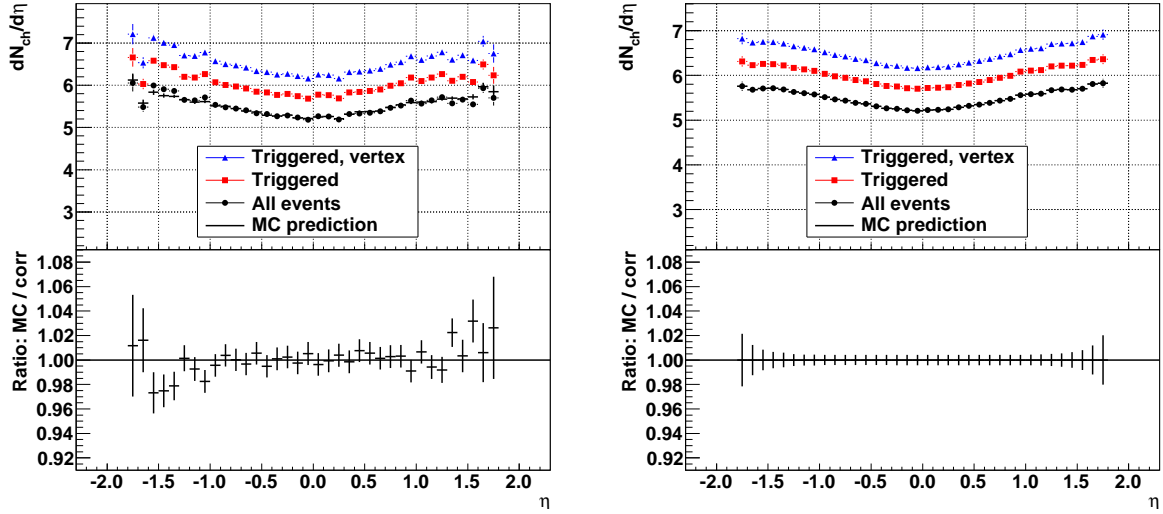 dN_ch/dη
7
6
5
4
3
Triggered, vertex
Triggered
All events
MC prediction
Ratio: MC / corr
1.08
1.06
1.04
1.02
1.00
0.98
0.96
0.94
0.92
-2.0 -1.5 -1.0 -0.5 0.0 0.5 1.0 1.5 2.0
η
dN_ch/dη
7
6
5
4
3
Triggered, vertex
Triggered
All events
MC prediction
Ratio: MC / corr
1.08
1.06
1.04
1.02
1.00
0.98
0.96
0.94
0.92
-2.0 -1.5 -1.0 -0.5 0.0 0.5 1.0 1.5 2.0
η